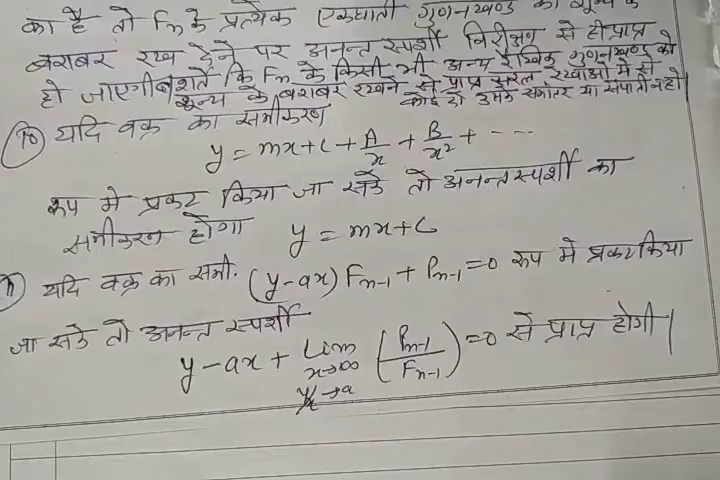 का है तो Fn के प्रत्येक एकघाती गुणनखण्ड को शून्य के
बराबर रख देने पर अनन्त स्पर्शी निरीक्षण से ही प्राप्त
हो जाएगी बशर्ते कि Fn के किसी भी अन्य रैखिक गुणनखण्ड को
शून्य के बराबर रखने से प्राप्त सरल रेखाओं में से
कोई हो उसके समांतर या संपाती न हो।
(10) यदि वक्र का समीकरण
y = mx + c + A/x + B/x² + - - -
रूप में प्रकट किया जा सके तो अनन्तस्पर्शी का
समीकरण होगा y = mx + c
यदि वक्र का समी. (y-ax) Fn-1 + Pn-1 = 0 रूप में प्रकट किया
जा सके तो अनन्त स्पर्शी
y - ax + Lim x→∞ y/x→a (Pn-1/Fn-1) = 0 से प्राप्त होगी|